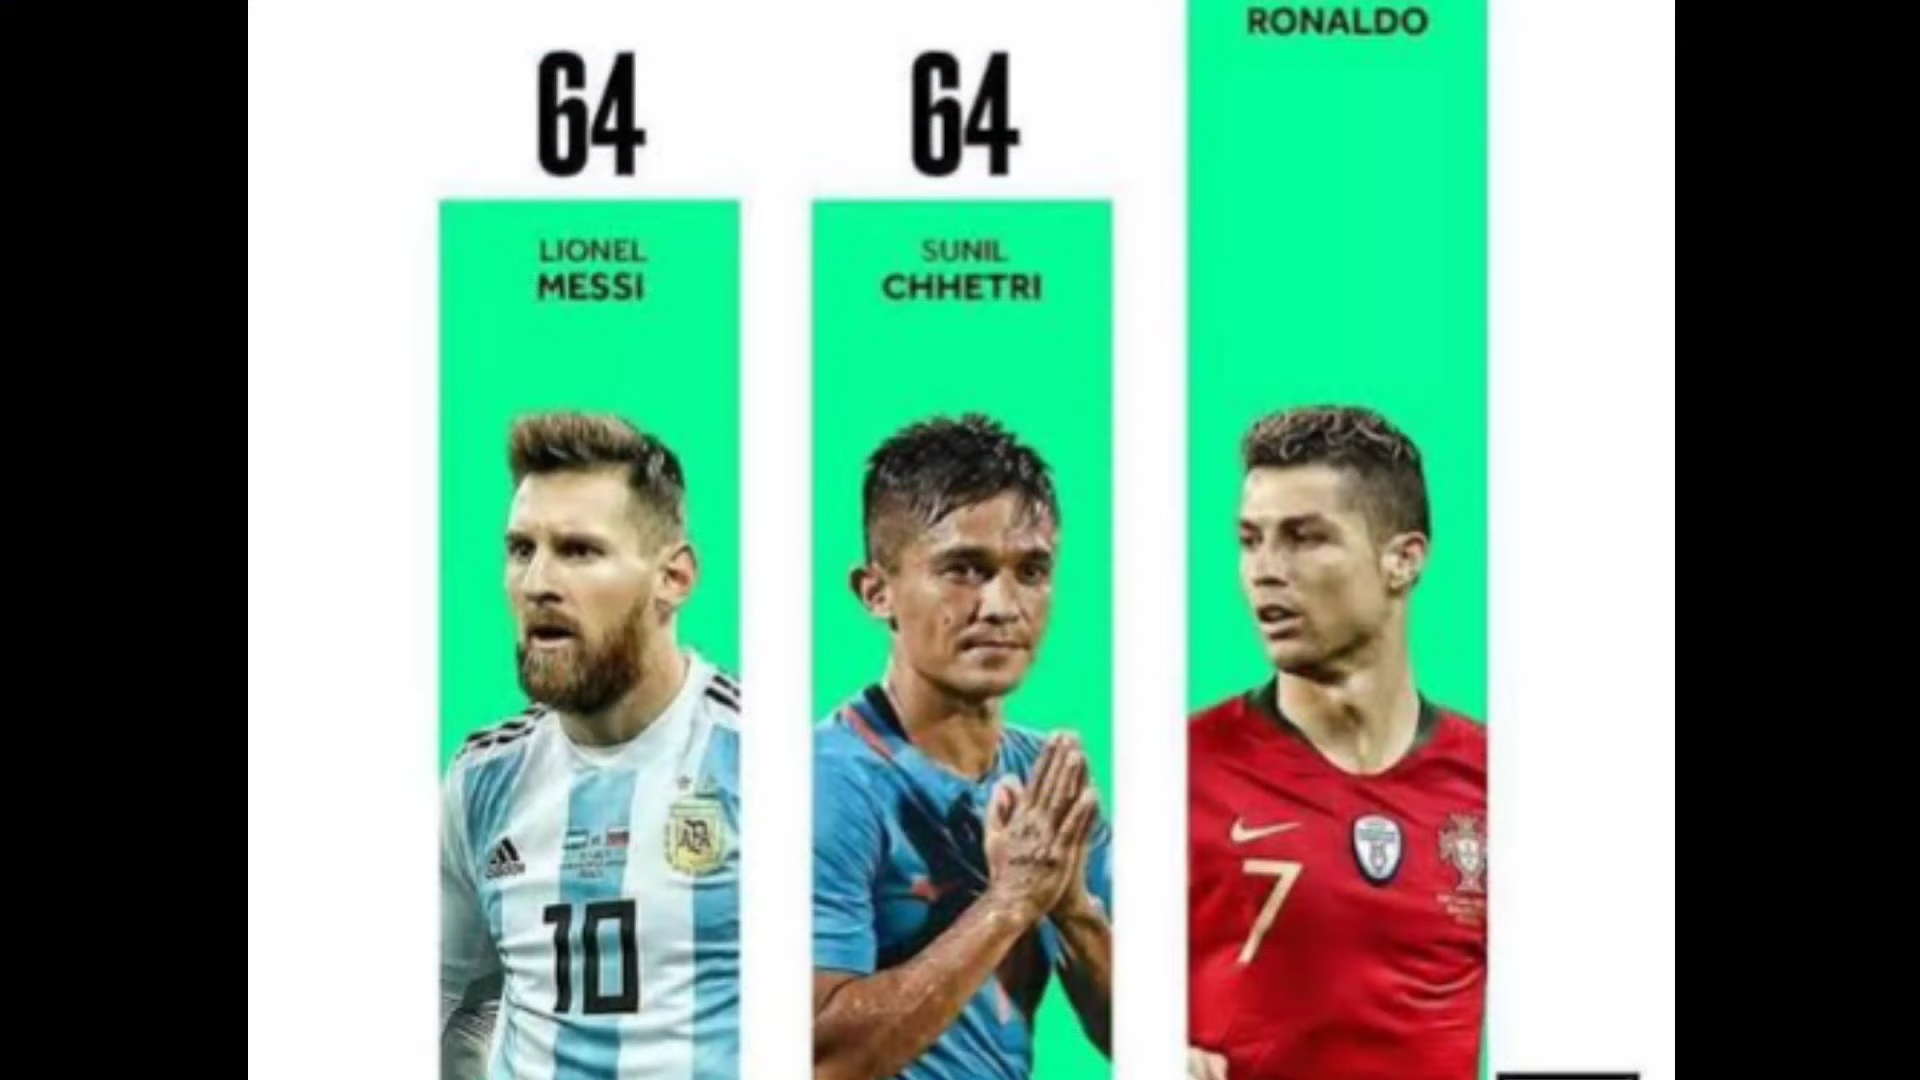 RONALDO
64
64
LIONEL
MESSI
SUNIL
CHHETRI
10
7